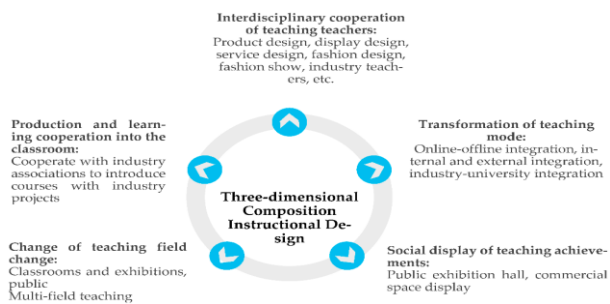 Interdisciplinary cooperation
of teaching teachers:
Product design, display design,
service design, fashion design,
fashion show, industry teach-
ers, etc.
Production and learn-
ing cooperation into the
classroom:
Cooperate with industry
associations to introduce
courses with industry
projects
Transformation of teaching
mode:
Online-offline integration, in-
ternal and external integration,
industry-university integration
Three-dimensional
Composition
Instructional De-
sign
Change of teaching field
change:
Classrooms and exhibitions,
public
Multi-field teaching
Social display of teaching achieve-
ments:
Public exhibition hall, commercial
space display